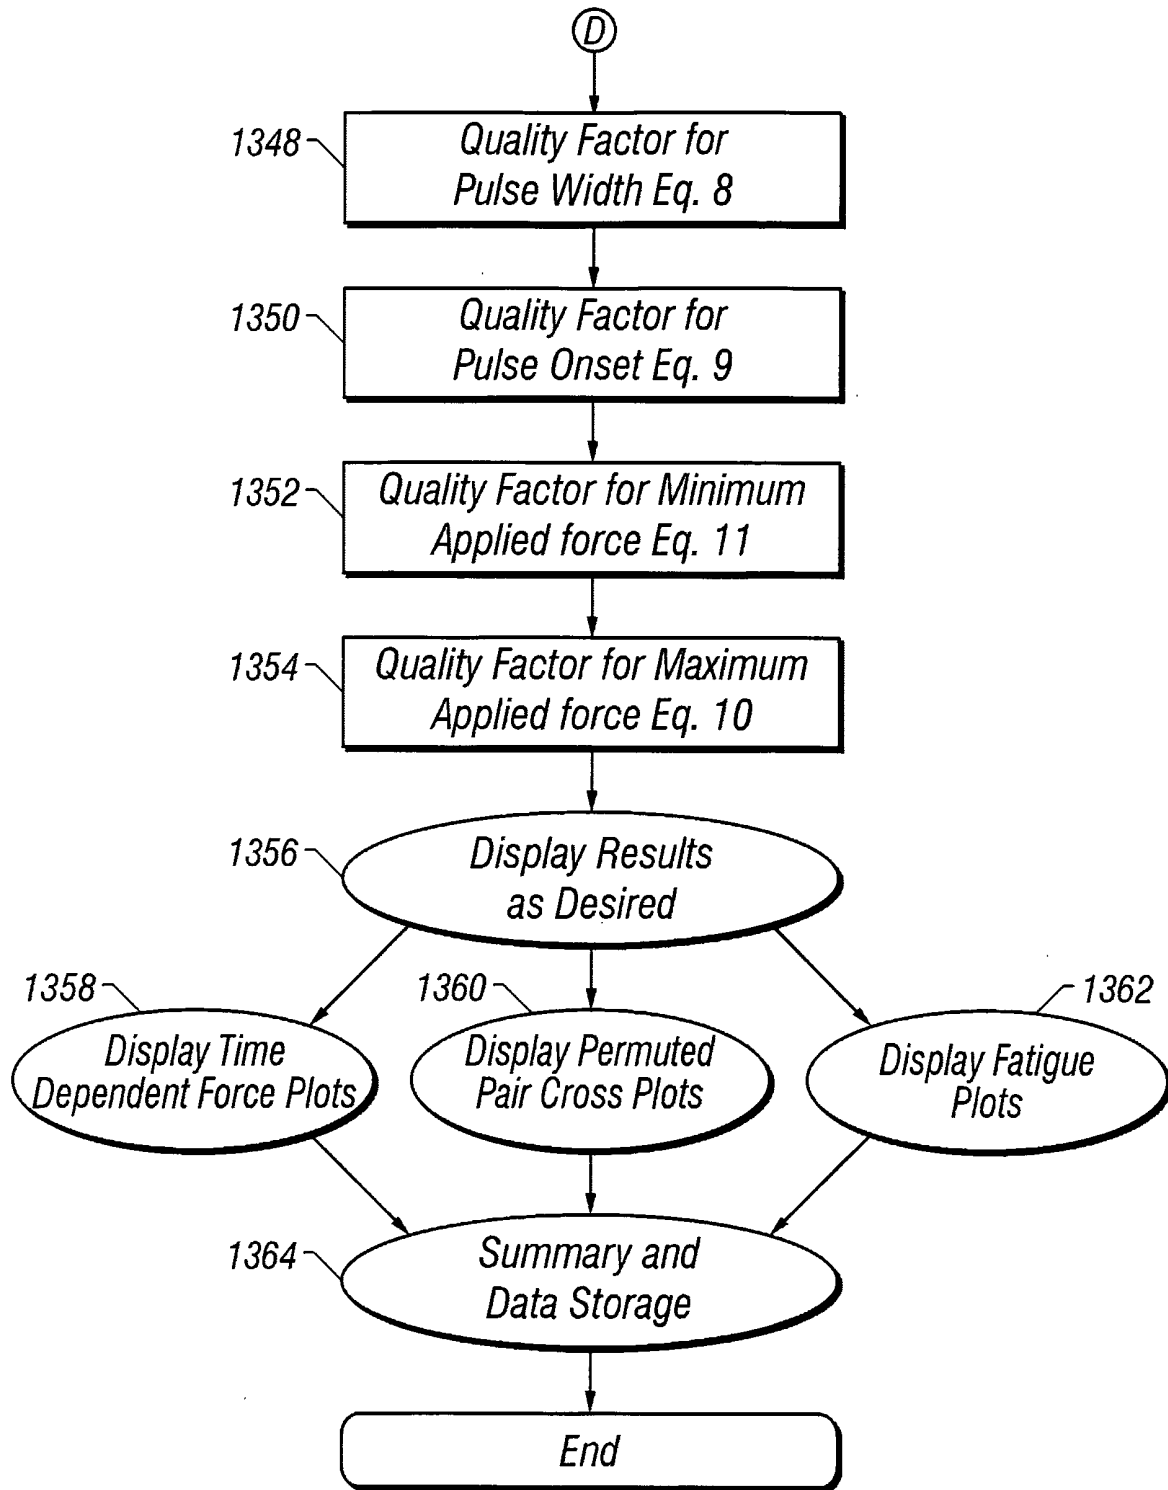 D
1348
Quality Factor for
Pulse Width Eq. 8
1350
Quality Factor for
Pulse Onset Eq. 9
1352
Quality Factor for Minimum
Applied force Eq. 11
1354
Quality Factor for Maximum
Applied force Eq. 10
1356
Display Results
as Desired
1358
Display Time
Dependent Force Plots
1360
Display Permuted
Pair Cross Plots
1362
Display Fatigue
Plots
1364
Summary and
Data Storage
End